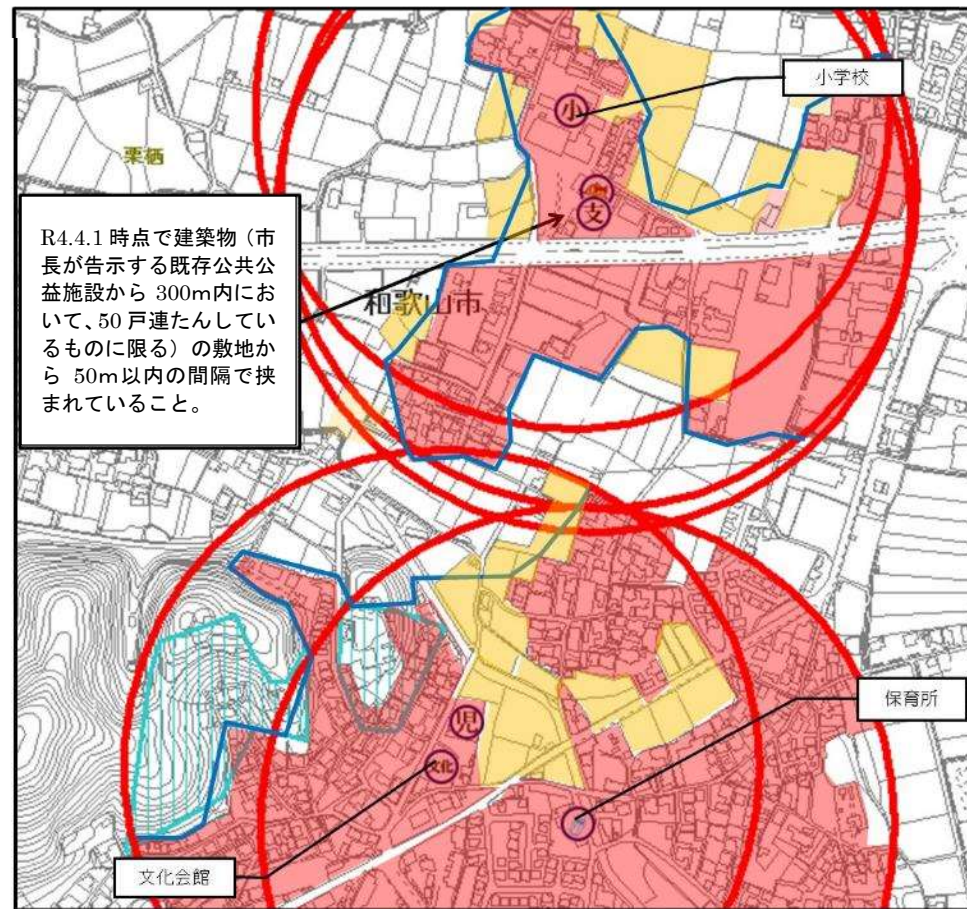 小学校
小
栗栖
支
R4.4.1 時点で建築物（市
長が告示する既存公共公
益施設から 300m内にお
いて、50 戸連たんしてい
るものに限る）の敷地か
ら 50m以内の間隔で挟
まれていること。
和歌山市
保育所
児
文化
文化会館